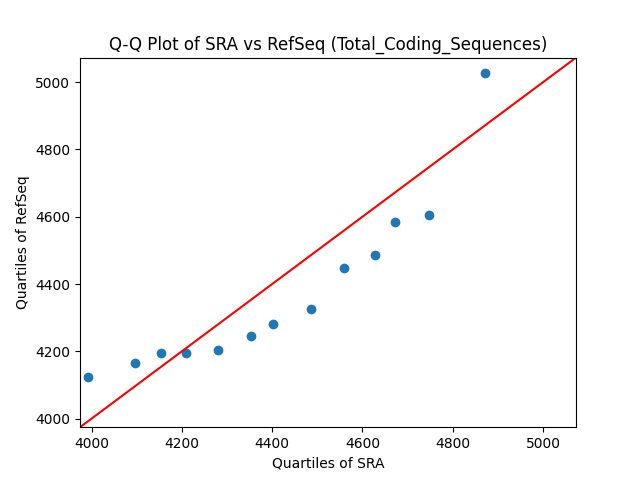 Q-Q Plot of SRA vs RefSeq (Total_Coding_Sequences)
Quartiles of RefSeq
5000
4800
4600
4400
4200
4000
4000 4200 4400 4600 4800 5000
Quartiles of SRA